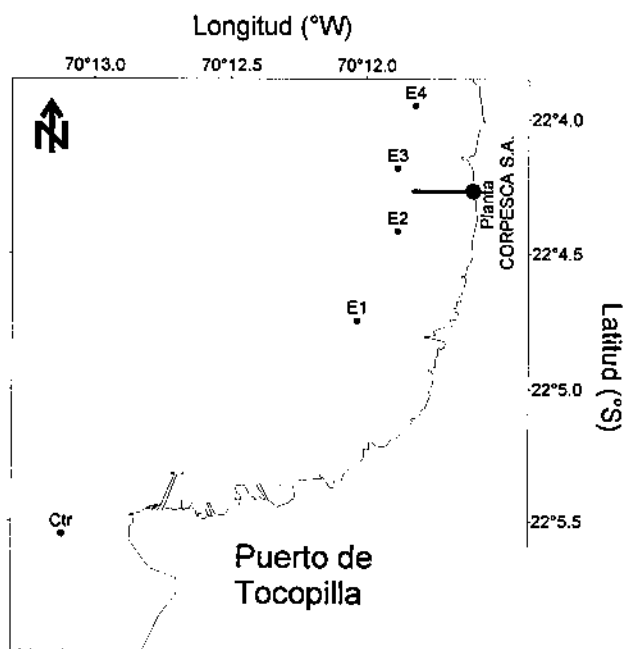 Longitud (°W)
70°13.0 70°12.5 70°12.0
N
E4
22°4.0
E3
Planta
CORPESCA S.A.
E2
22°4.5
E1
Latitud (°S)
22°5.0
Ctr
22°5.5
Puerto de
Tocopilla